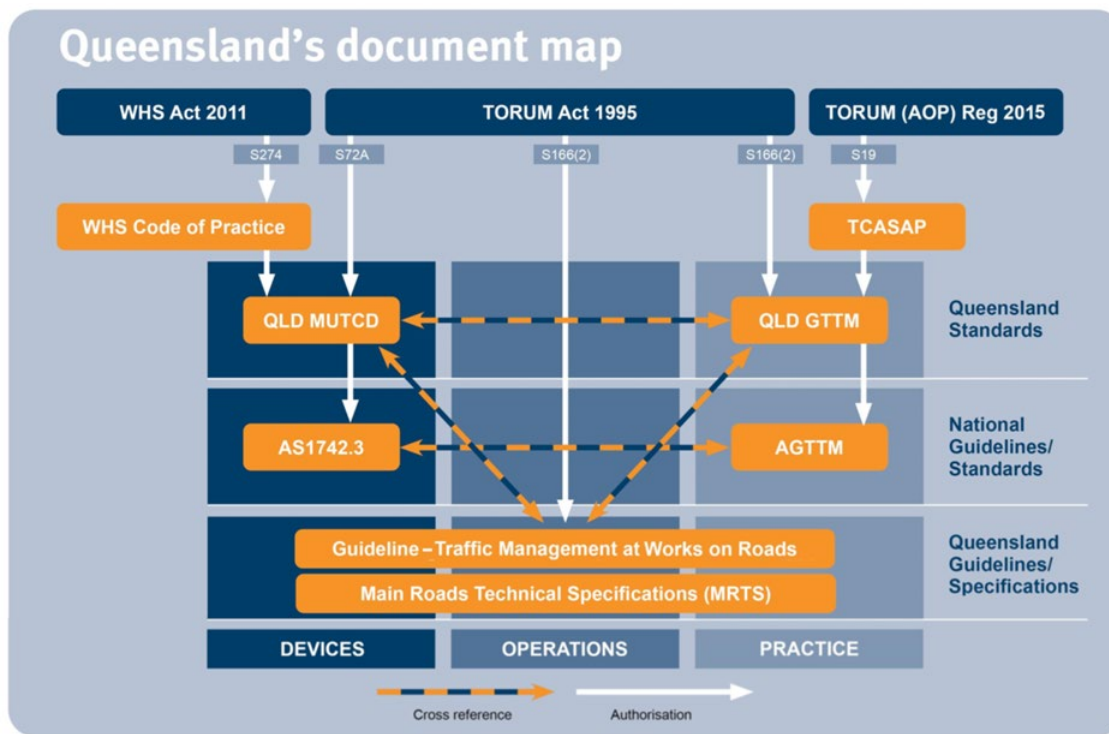 Queensland's document map
WHS Act 2011
TORUM Act 1995
TORUM (AOP) Reg 2015
S274
S72A
S166(2)
S166(2)
S19
WHS Code of Practice
TCASAP
QLD MUTCD
QLD GTTM
Queensland
Standards
AS1742.3
AGTTM
National
Guidelines/
Standards
Guideline – Traffic Management at Works on Roads
Main Roads Technical Specifications (MRTS)
Queensland
Guidelines/
Specifications
DEVICES
OPERATIONS
PRACTICE
Cross reference
Authorisation